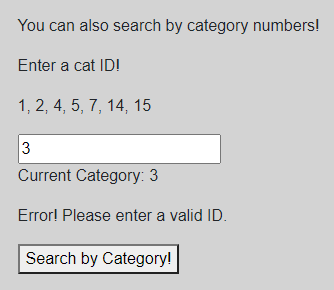 You can also search by category numbers!
Enter a cat ID!
1, 2, 4, 5, 7, 14, 15
3
Current Category: 3
Error! Please enter a valid ID.
Search by Category!